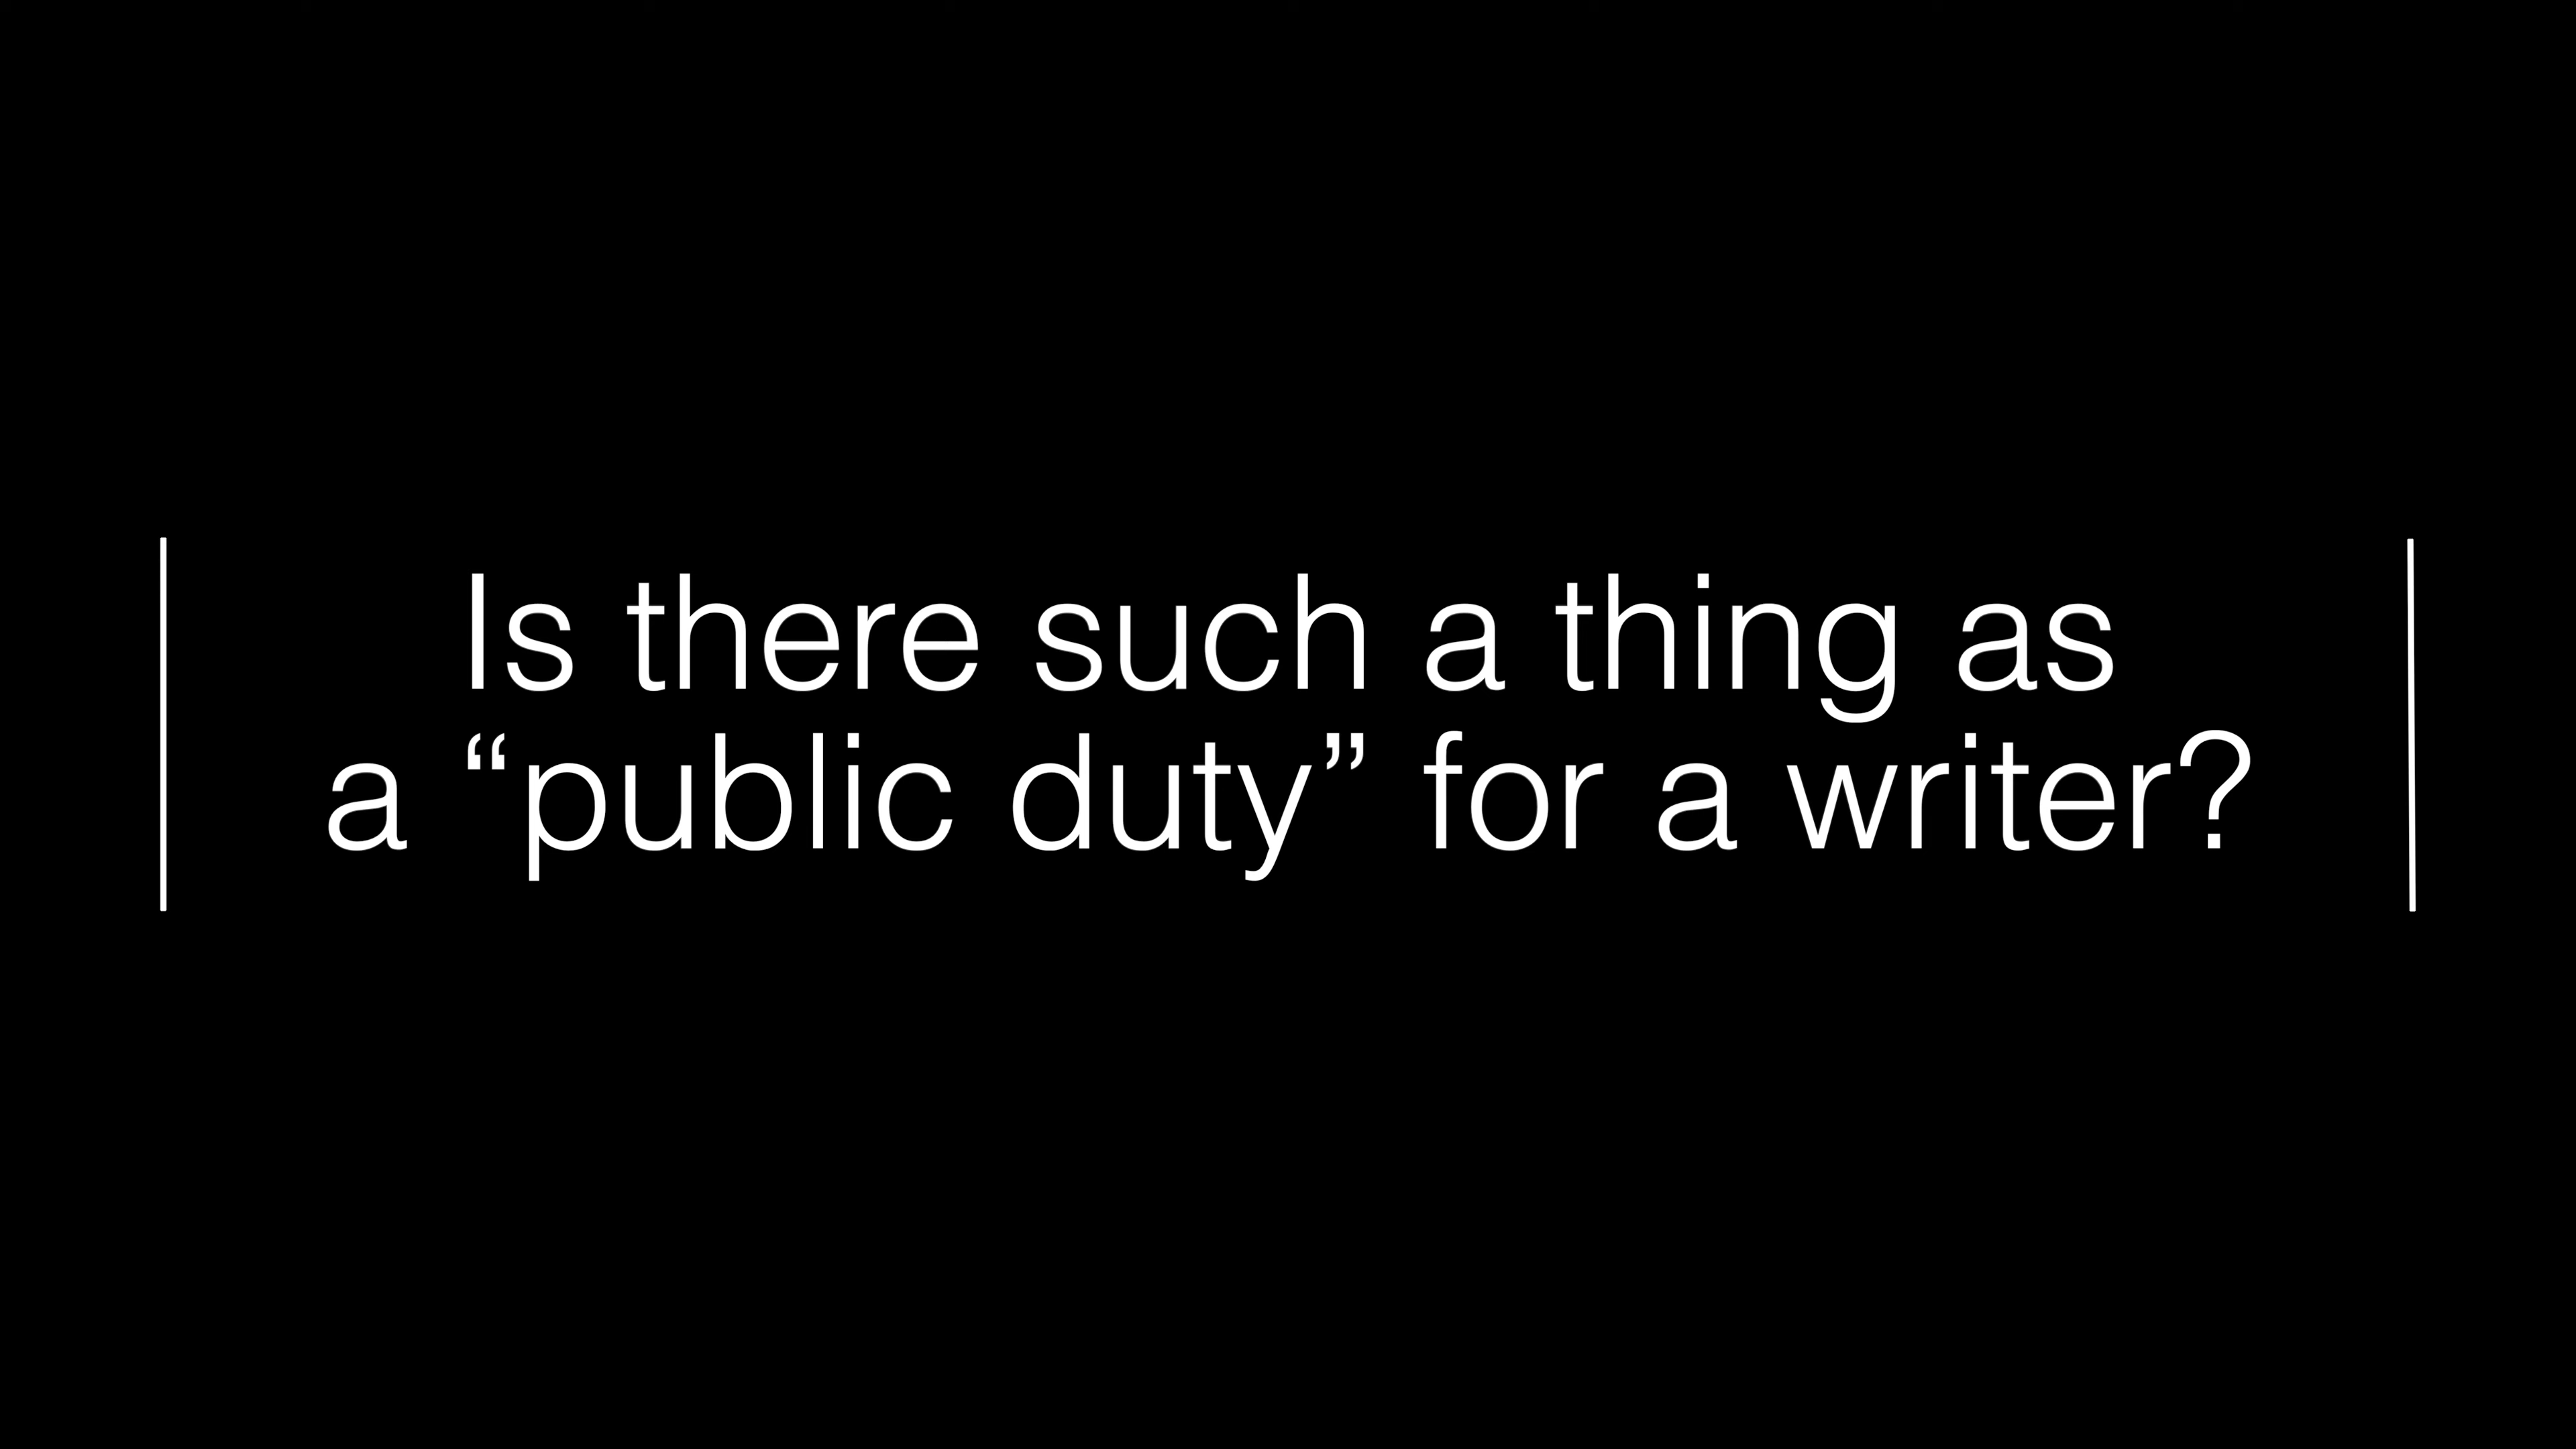 Is there such a thing as
a “public duty” for a writer?